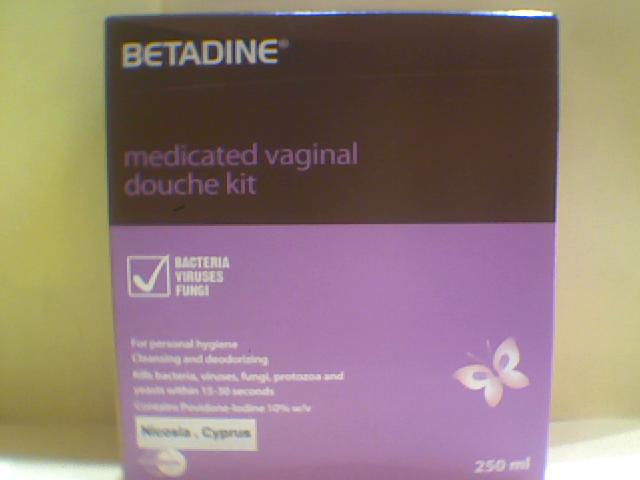 BETADINE®
medicated vaginal
douche kit
BACTERIA
VIRUSES
FUNGI
For personal hygiene
Cleansing and deodorizing
Kills bacteria, viruses, fungi, protozoa and
yeasts within 15-30 seconds
Contains Povidone-Iodine 10% w/v
Nicosia , Cyprus
250 ml